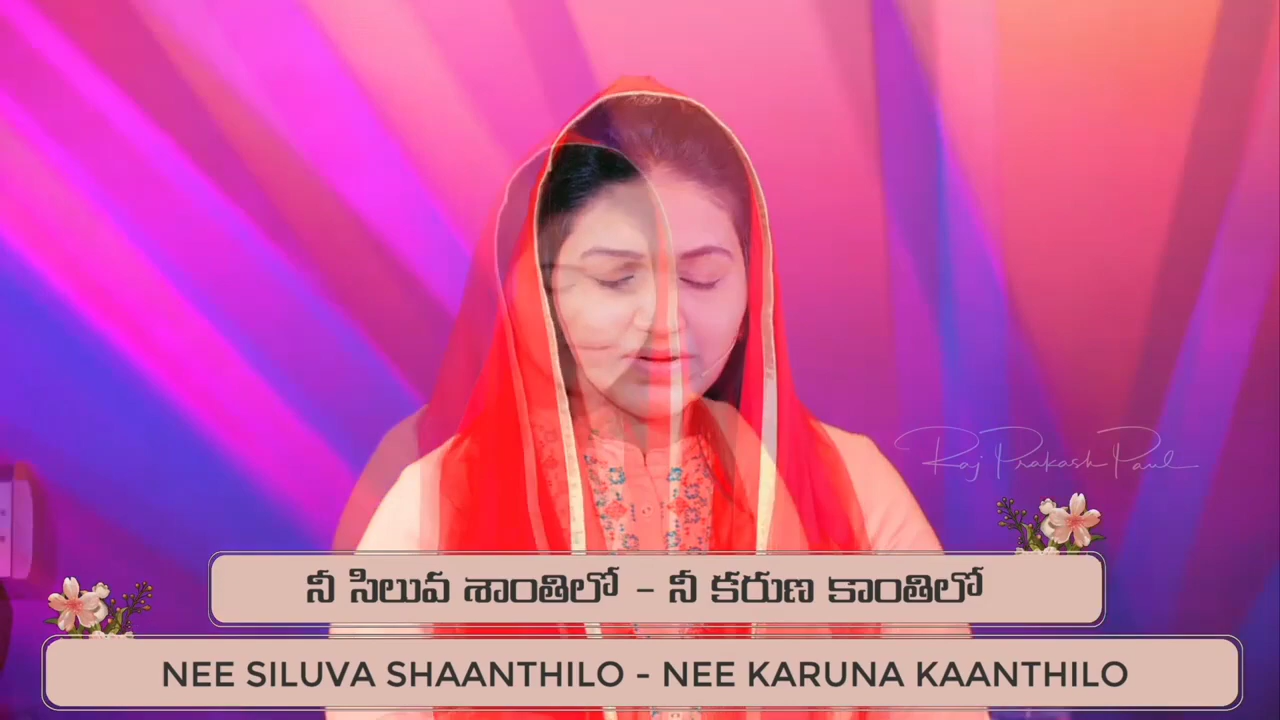 Raj Prakash Paul
నీ సిలువ శాంతిలో - నీ కరుణ కాంతిలో
NEE SILUVA SHAANTHILO - NEE KARUNA KAANTHILO